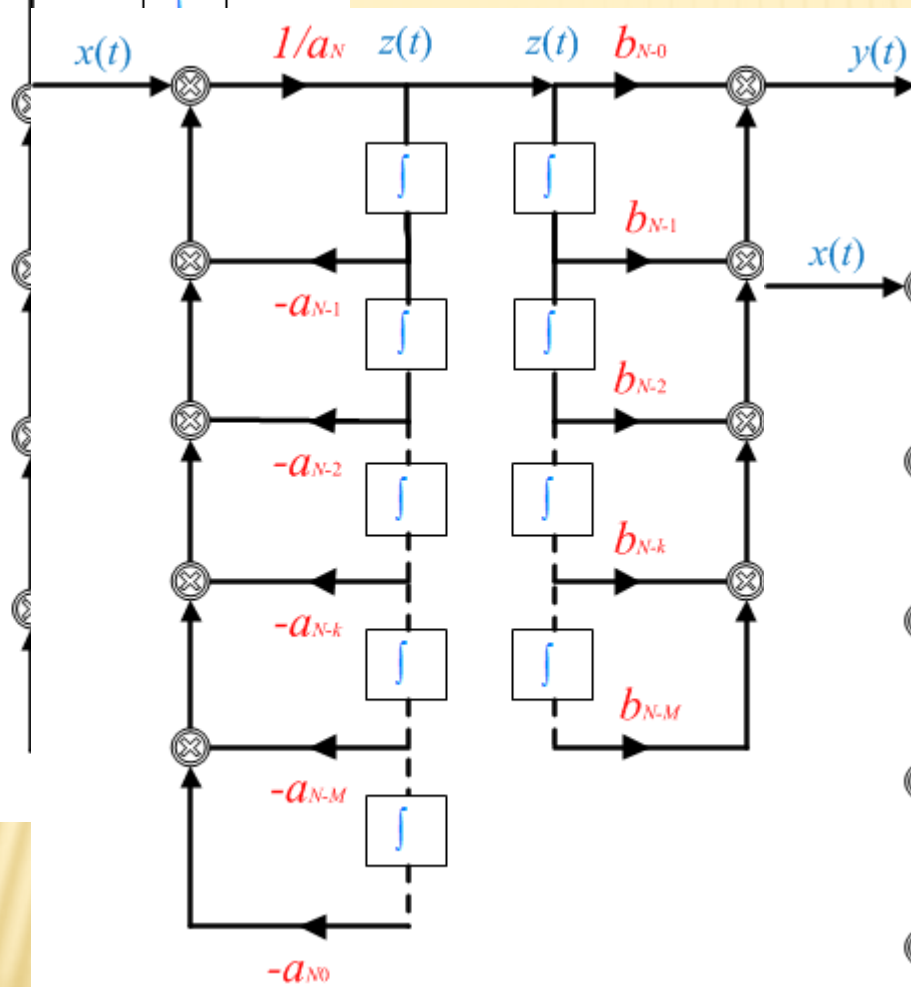 x(t) 1/aN z(t) z(t) bN-0 y(t)
∫ ∫
bN-1
x(t)
-aN-1
∫ ∫
bN-2
-aN-2
∫ ∫
bN-k
-aN-k
∫ ∫
bN-M
-aN-M
∫
-aN0